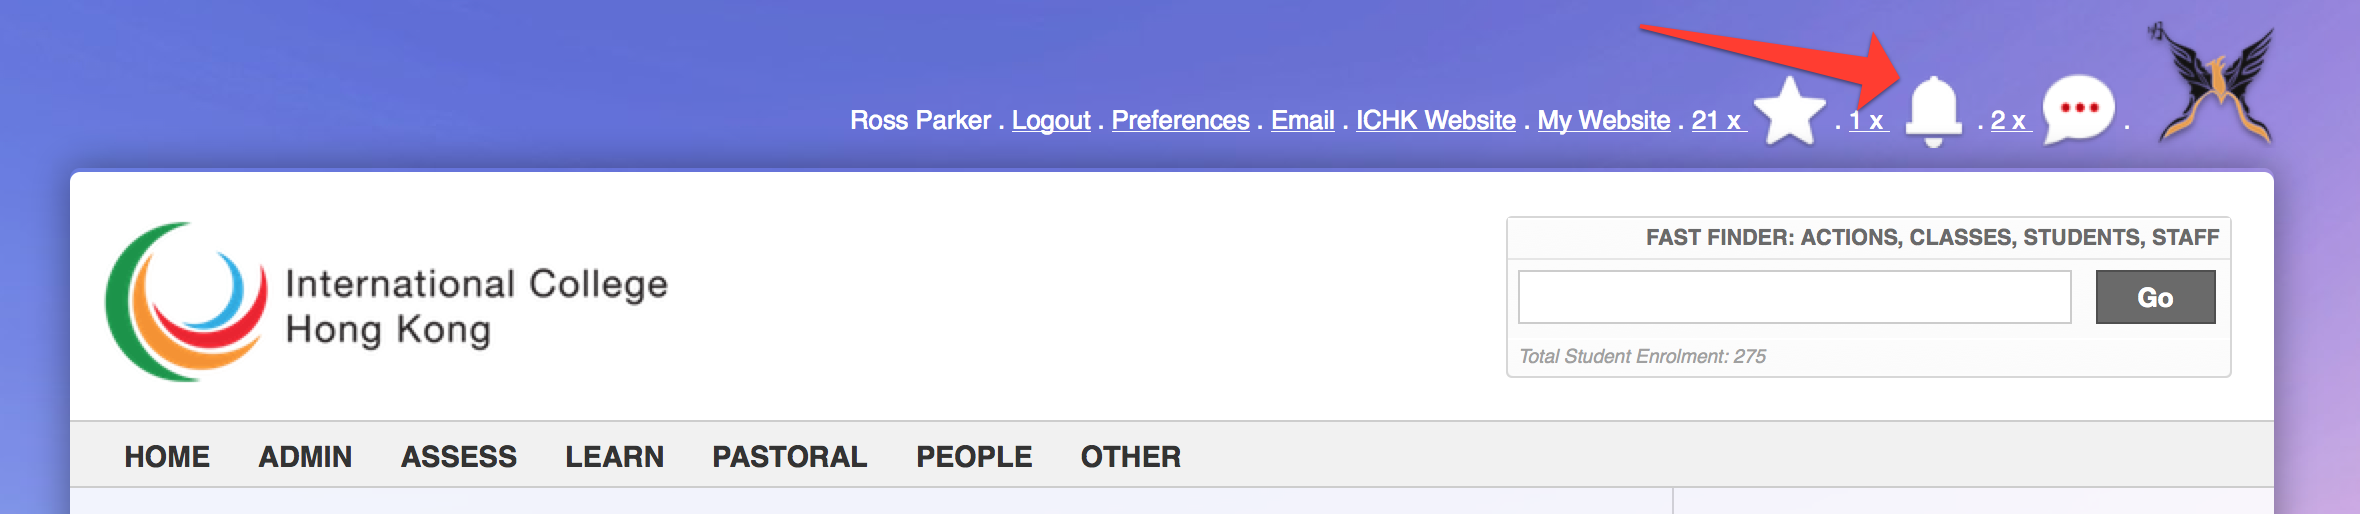 Ross Parker . Logout . Preferences . Email . ICHK Website . My Website . 21 x . 1 x . 2 x .
International College
Hong Kong
FAST FINDER: ACTIONS, CLASSES, STUDENTS, STAFF
Go
Total Student Enrolment: 275
HOME ADMIN ASSESS LEARN PASTORAL PEOPLE OTHER